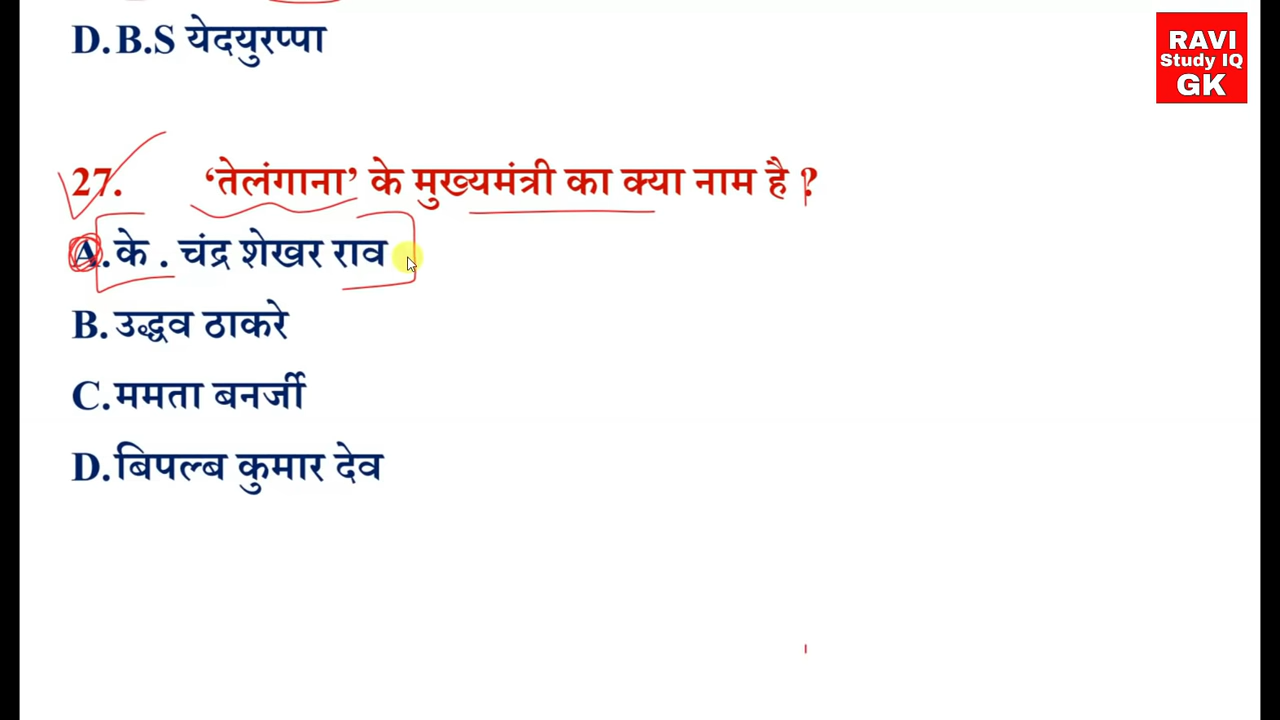 D. B.S येदयुरप्पा
RAVI
Study IQ
GK
27. ‘तेलंगाना’ के मुख्यमंत्री का क्या नाम है ?
A. के . चंद्र शेखर राव
B. उद्धव ठाकरे
C. ममता बनर्जी
D. बिपल्ब कुमार देव